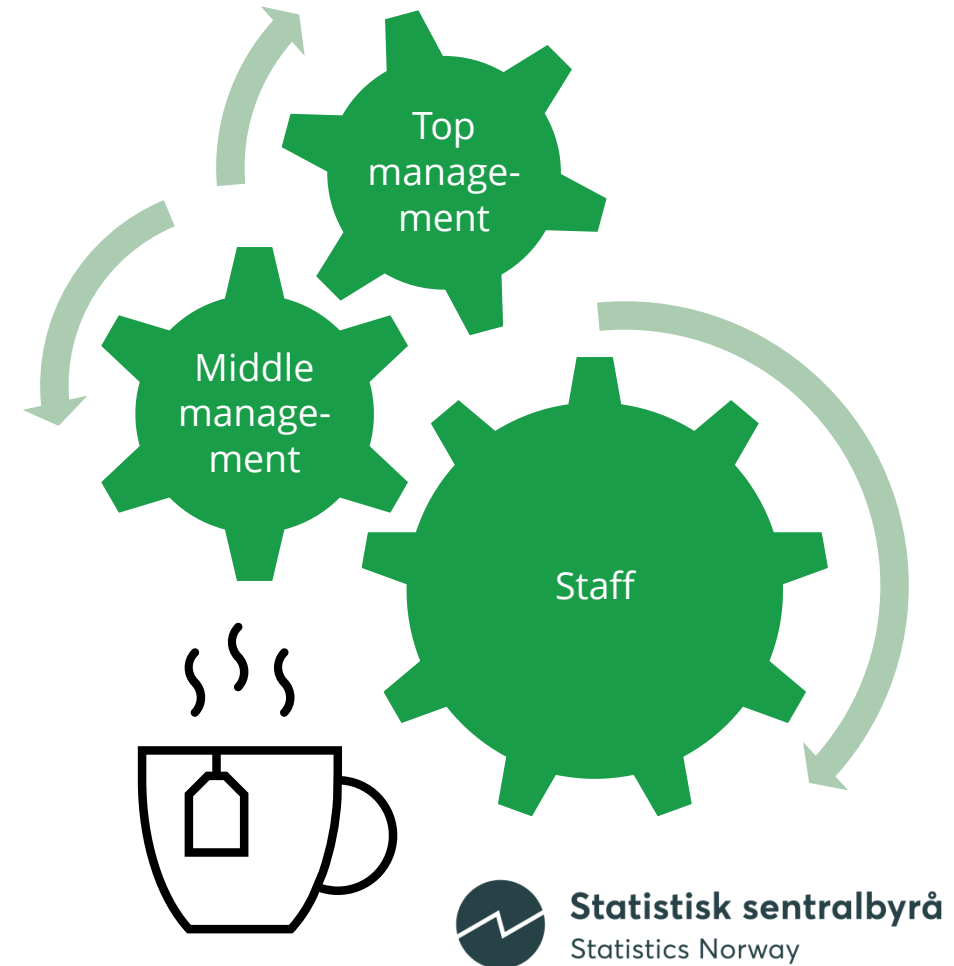 Top
manage-
ment
Middle
manage-
ment
Staff
Statistisk sentralbyrå
Statistics Norway